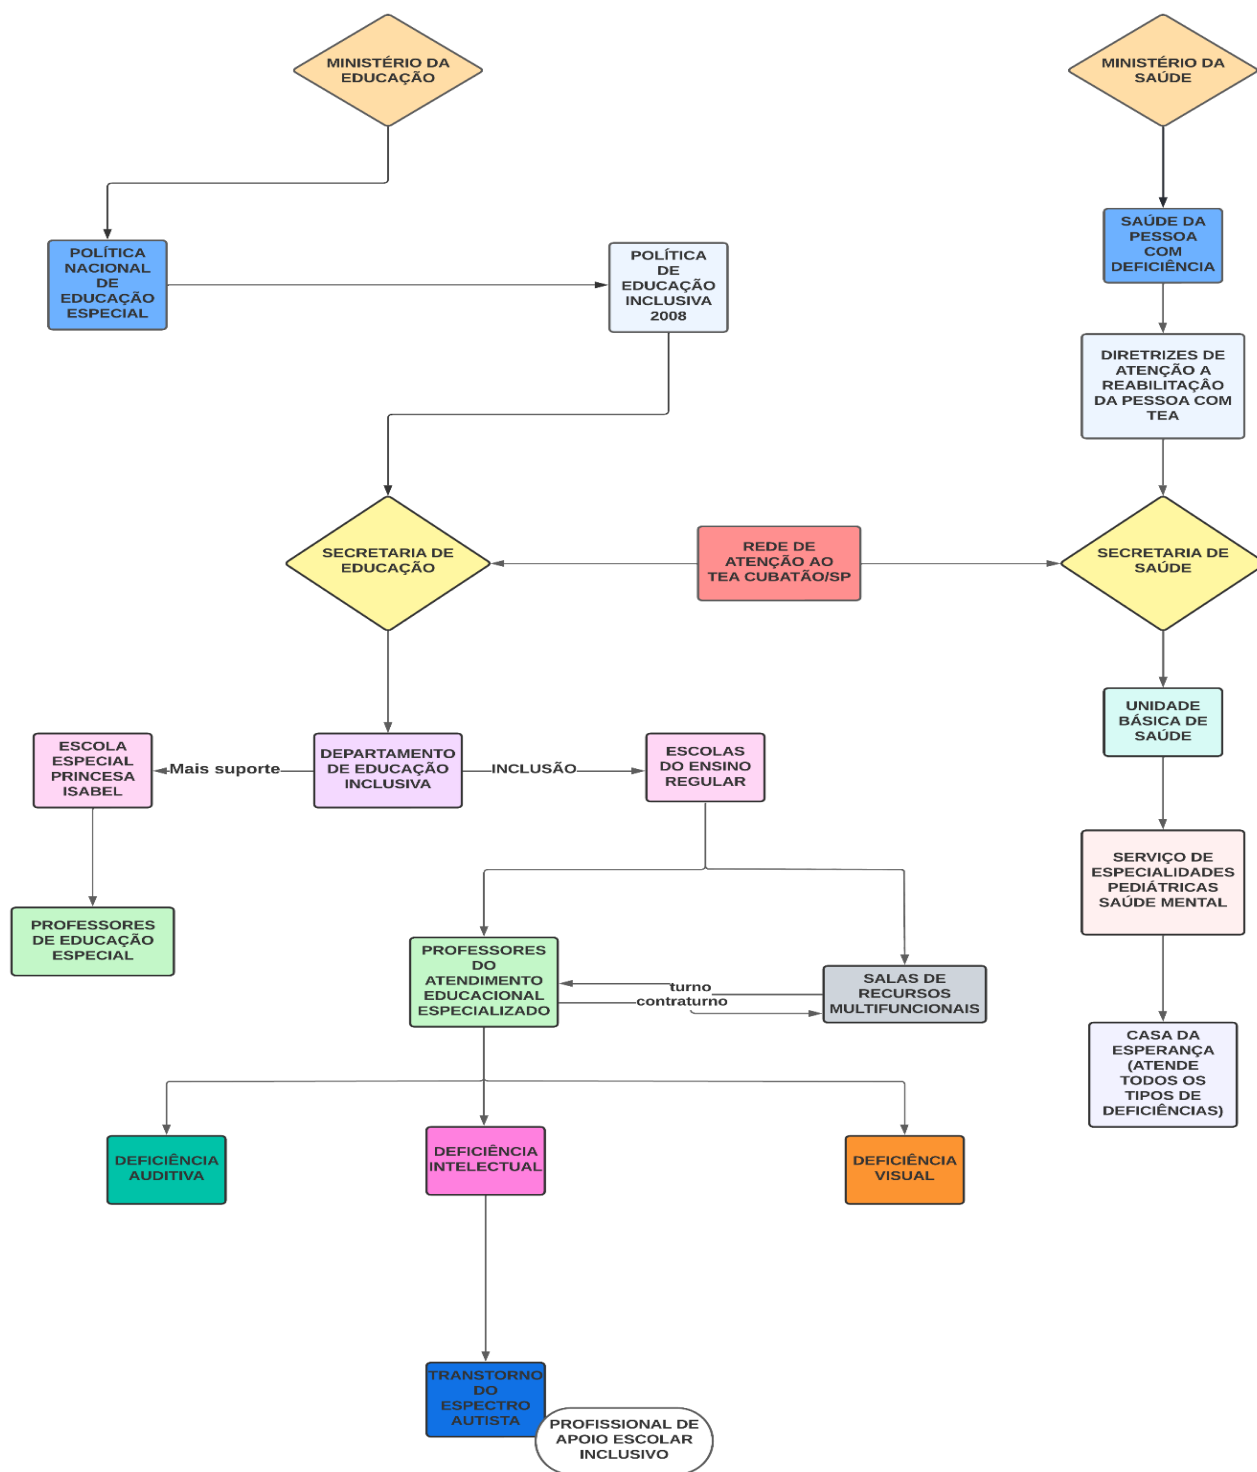 MINISTÉRIO DA
EDUCAÇÃO
MINISTÉRIO DA
SAÚDE
POLÍTICA
NACIONAL
DE
EDUCAÇÃO
ESPECIAL
POLÍTICA
DE
EDUCAÇÃO
INCLUSIVA
2008
SAÚDE DA
PESSOA
COM
DEFICIÊNCIA
DIRETRIZES DE
ATENÇÃO A
REABILITAÇÂO
DA PESSOA COM
TEA
SECRETARIA DE
EDUCAÇÃO
REDE DE
ATENÇÃO AO
TEA CUBATÃO/SP
SECRETARIA DE
SAÚDE
ESCOLA
ESPECIAL
PRINCESA
ISABEL
Mais suporte
DEPARTAMENTO
DE EDUCAÇÃO
INCLUSIVA
INCLUSÃO
ESCOLAS
DO ENSINO
REGULAR
UNIDADE
BÁSICA DE
SAÚDE
PROFESSORES
DE EDUCAÇÃO
ESPECIAL
SERVIÇO DE
ESPECIALIDADES
PEDIÁTRICAS
SAÚDE MENTAL
PROFESSORES
DO
ATENDIMENTO
EDUCACIONAL
ESPECIALIZADO
turno
contraturno
SALAS DE
RECURSOS
MULTIFUNCIONAIS
CASA DA
ESPERANÇA
(ATENDE
TODOS OS
TIPOS DE
DEFICIÊNCIAS)
DEFICIÊNCIA
AUDITIVA
DEFICIÊNCIA
INTELECTUAL
DEFICIÊNCIA
VISUAL
TRANSTORNO
DO
ESPECTRO
AUTISTA
PROFISSIONAL DE
APOIO ESCOLAR
INCLUSIVO